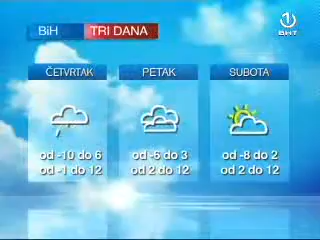 BiH TRI DANA
BHT
ČETVRTAK PETAK SUBOTA
od -10 do 6 od -6 do 3 od -8 do 2
od -1 do 12 od 2 do 12 od 2 do 12